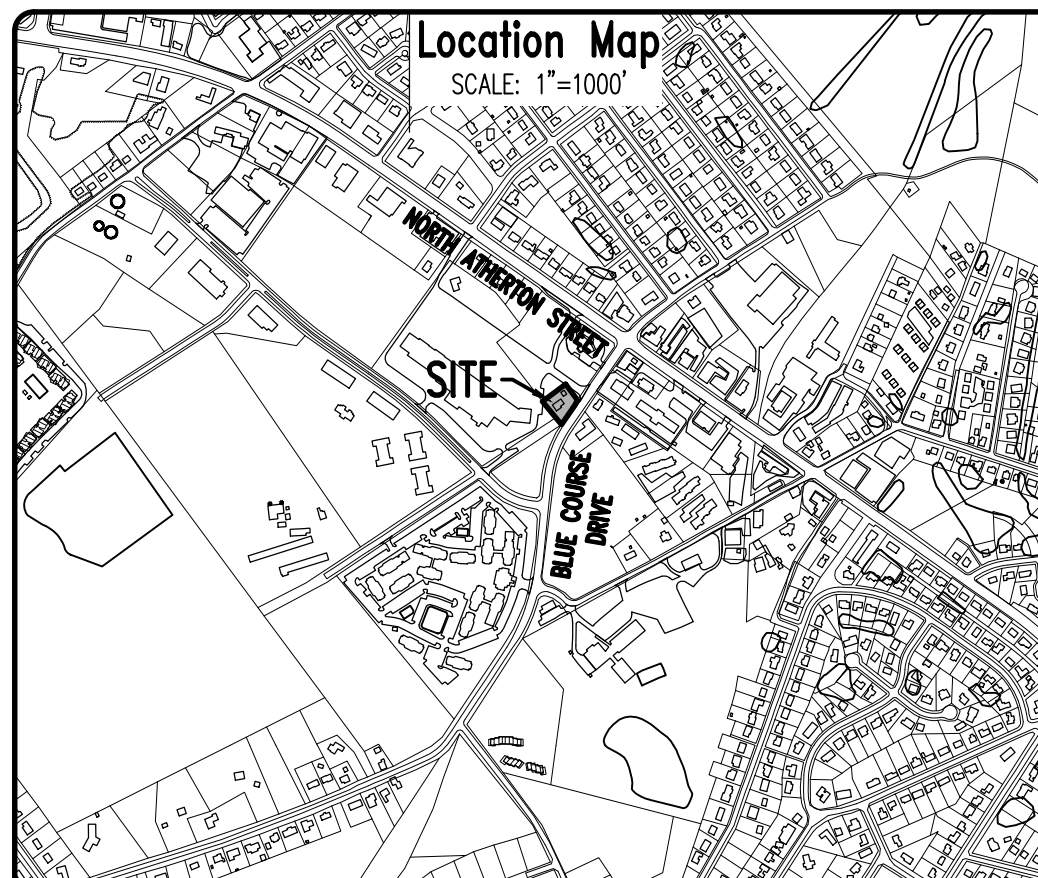 Location Map
SCALE: 1"=1000'
NORTH ATHERTON STREET
SITE
BLUE COURSE
DRIVE